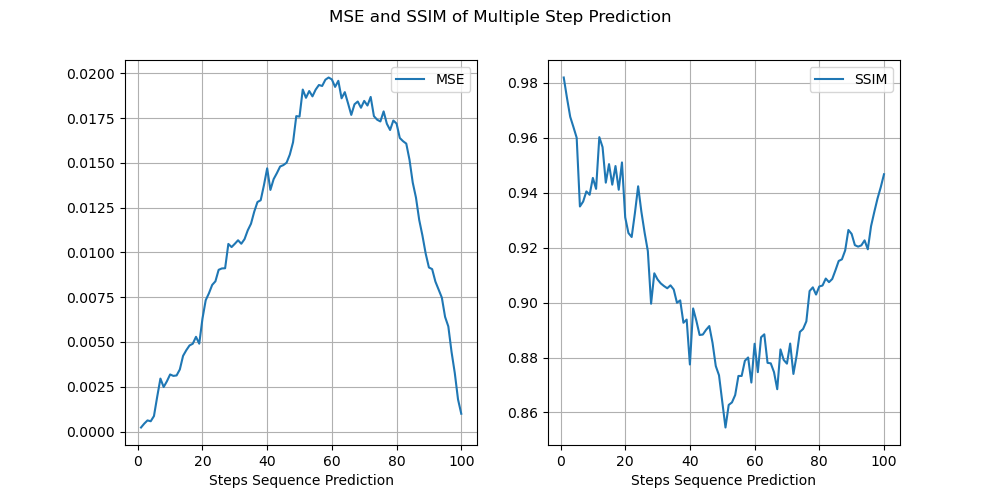 MSE and SSIM of Multiple Step Prediction
MSE
0.0200
0.0175
0.0150
0.0125
0.0100
0.0075
0.0050
0.0025
0.0000
0 20 40 60 80 100
Steps Sequence Prediction
SSIM
0.98
0.96
0.94
0.92
0.90
0.88
0.86
0 20 40 60 80 100
Steps Sequence Prediction